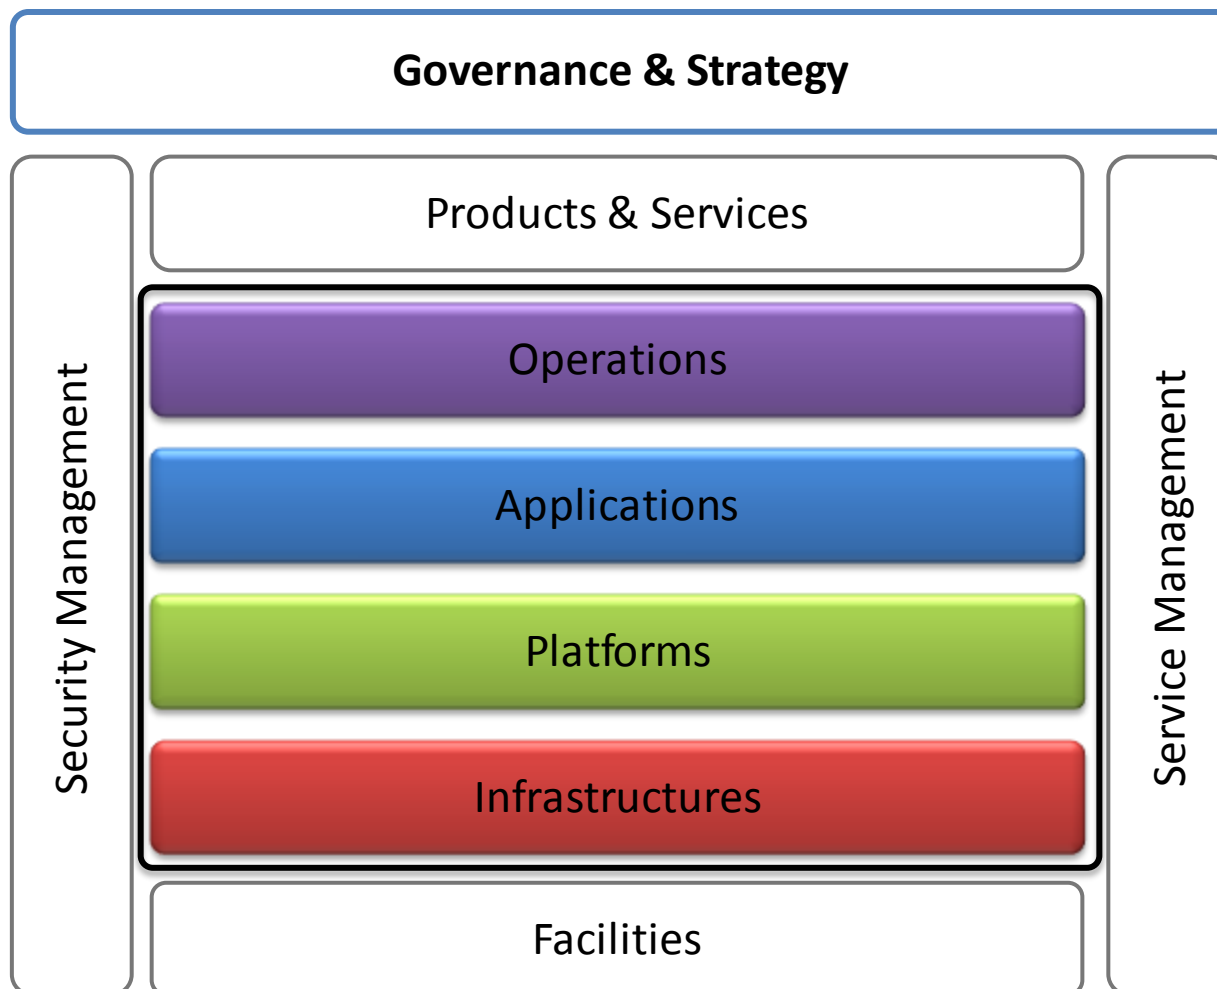 Governance & Strategy
Products & Services
Security Management
Operations
Applications
Platforms
Infrastructures
Service Management
Facilities